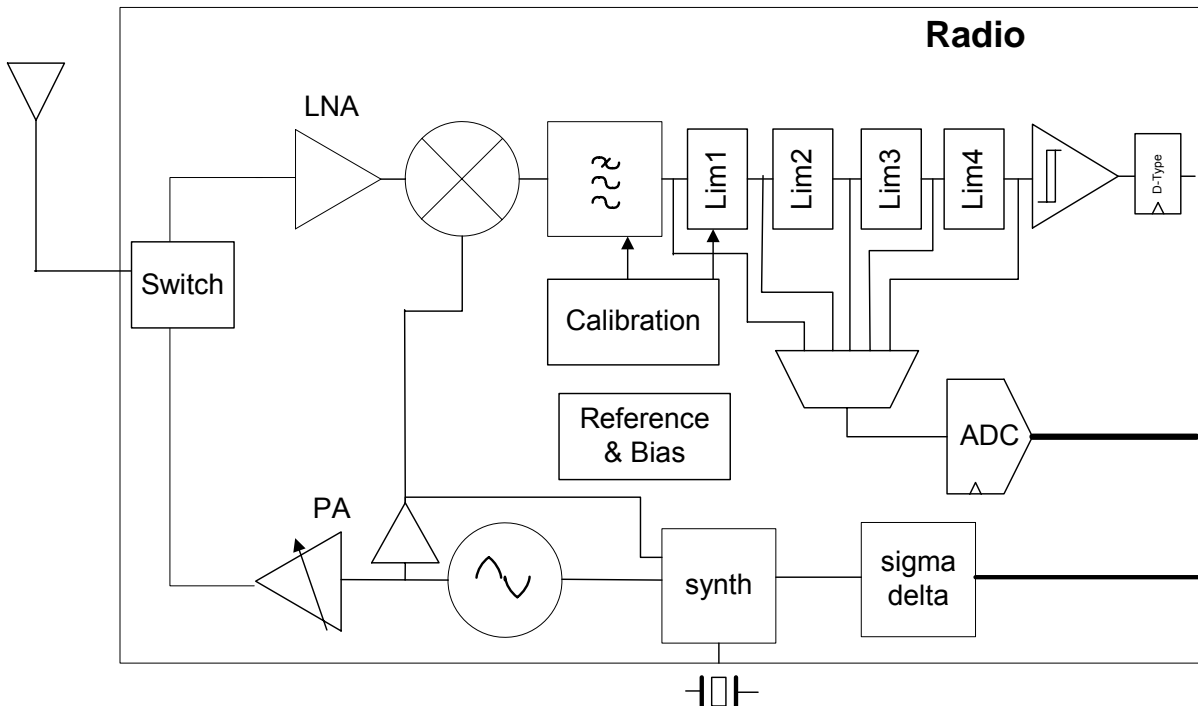 Radio
LNA
Lim1
Lim2
Lim3
Lim4
D-Type
Switch
Calibration
Reference
& Bias
ADC
PA
synth
sigma
delta